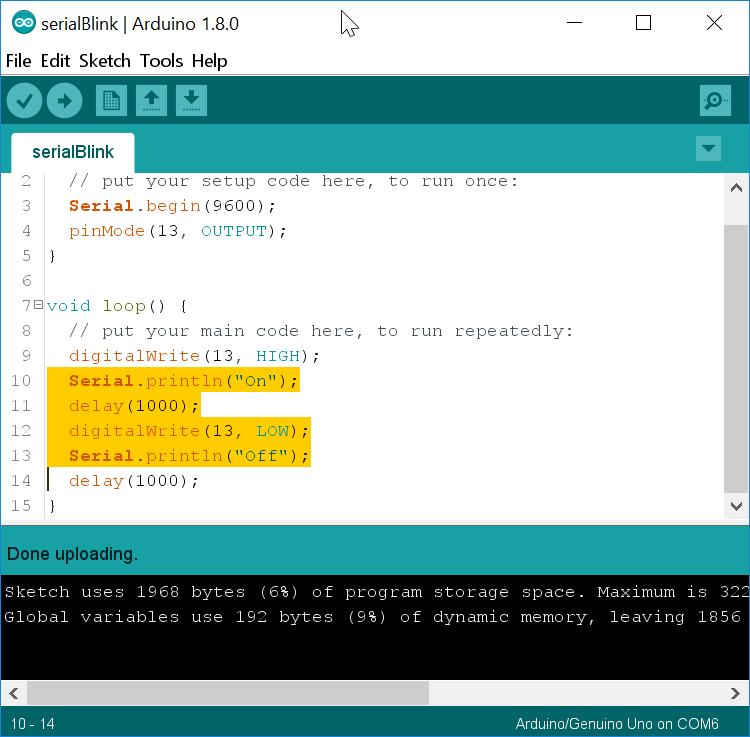 serialBlink | Arduino 1.8.0
File Edit Sketch Tools Help
serialBlink
2 // put your setup code here, to run once:
3 Serial.begin(9600);
4 pinMode(13, OUTPUT);
5 }
6
7 void loop() {
8 // put your main code here, to run repeatedly:
9 digitalWrite(13, HIGH);
10 Serial.println("On");
11 delay(1000);
12 digitalWrite(13, LOW);
13 Serial.println("Off");
14 delay(1000);
15 }
Done uploading.
Sketch uses 1968 bytes (6%) of program storage space. Maximum is 322
Global variables use 192 bytes (9%) of dynamic memory, leaving 1856
10 - 14
Arduino/Genuino Uno on COM6